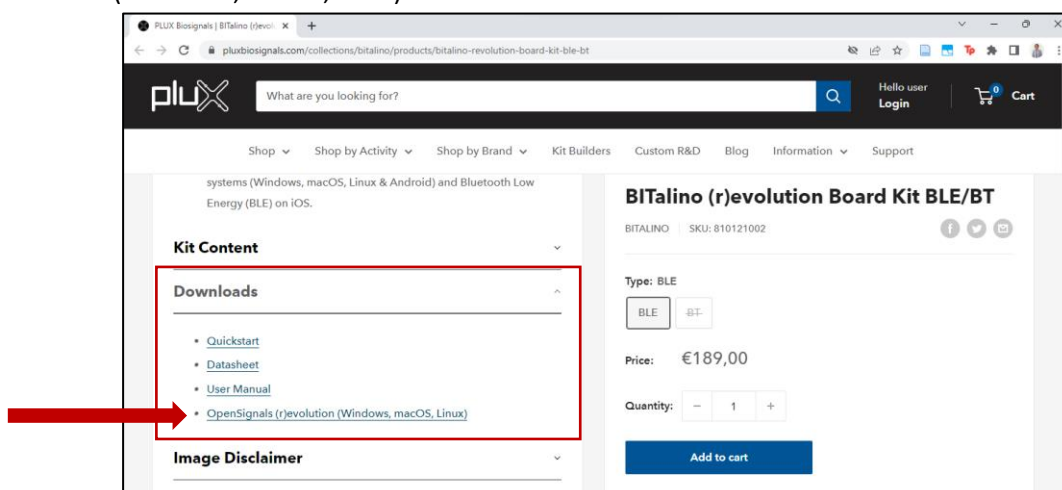 PLUX Biosignals | BITalino (r)evol
pluxbiosignals.com/collections/bitalino/products/bitalino-revolution-board-kit-ble-bt
plux
What are you looking for?
Hello user
Login
0
Cart
Shop
Shop by Activity
Shop by Brand
Kit Builders
Custom R&D
Blog
Information
Support
systems (Windows, macOS, Linux & Android) and Bluetooth Low
Energy (BLE) on iOS.
Kit Content
Downloads
• Quickstart
• Datasheet
• User Manual
• OpenSignals (r)evolution (Windows, macOS, Linux)
Image Disclaimer
BITalino (r)evolution Board Kit BLE/BT
BITALINO SKU: 810121002
Type: BLE
BLE BT
Price: €189,00
Quantity: − 1 +
Add to cart